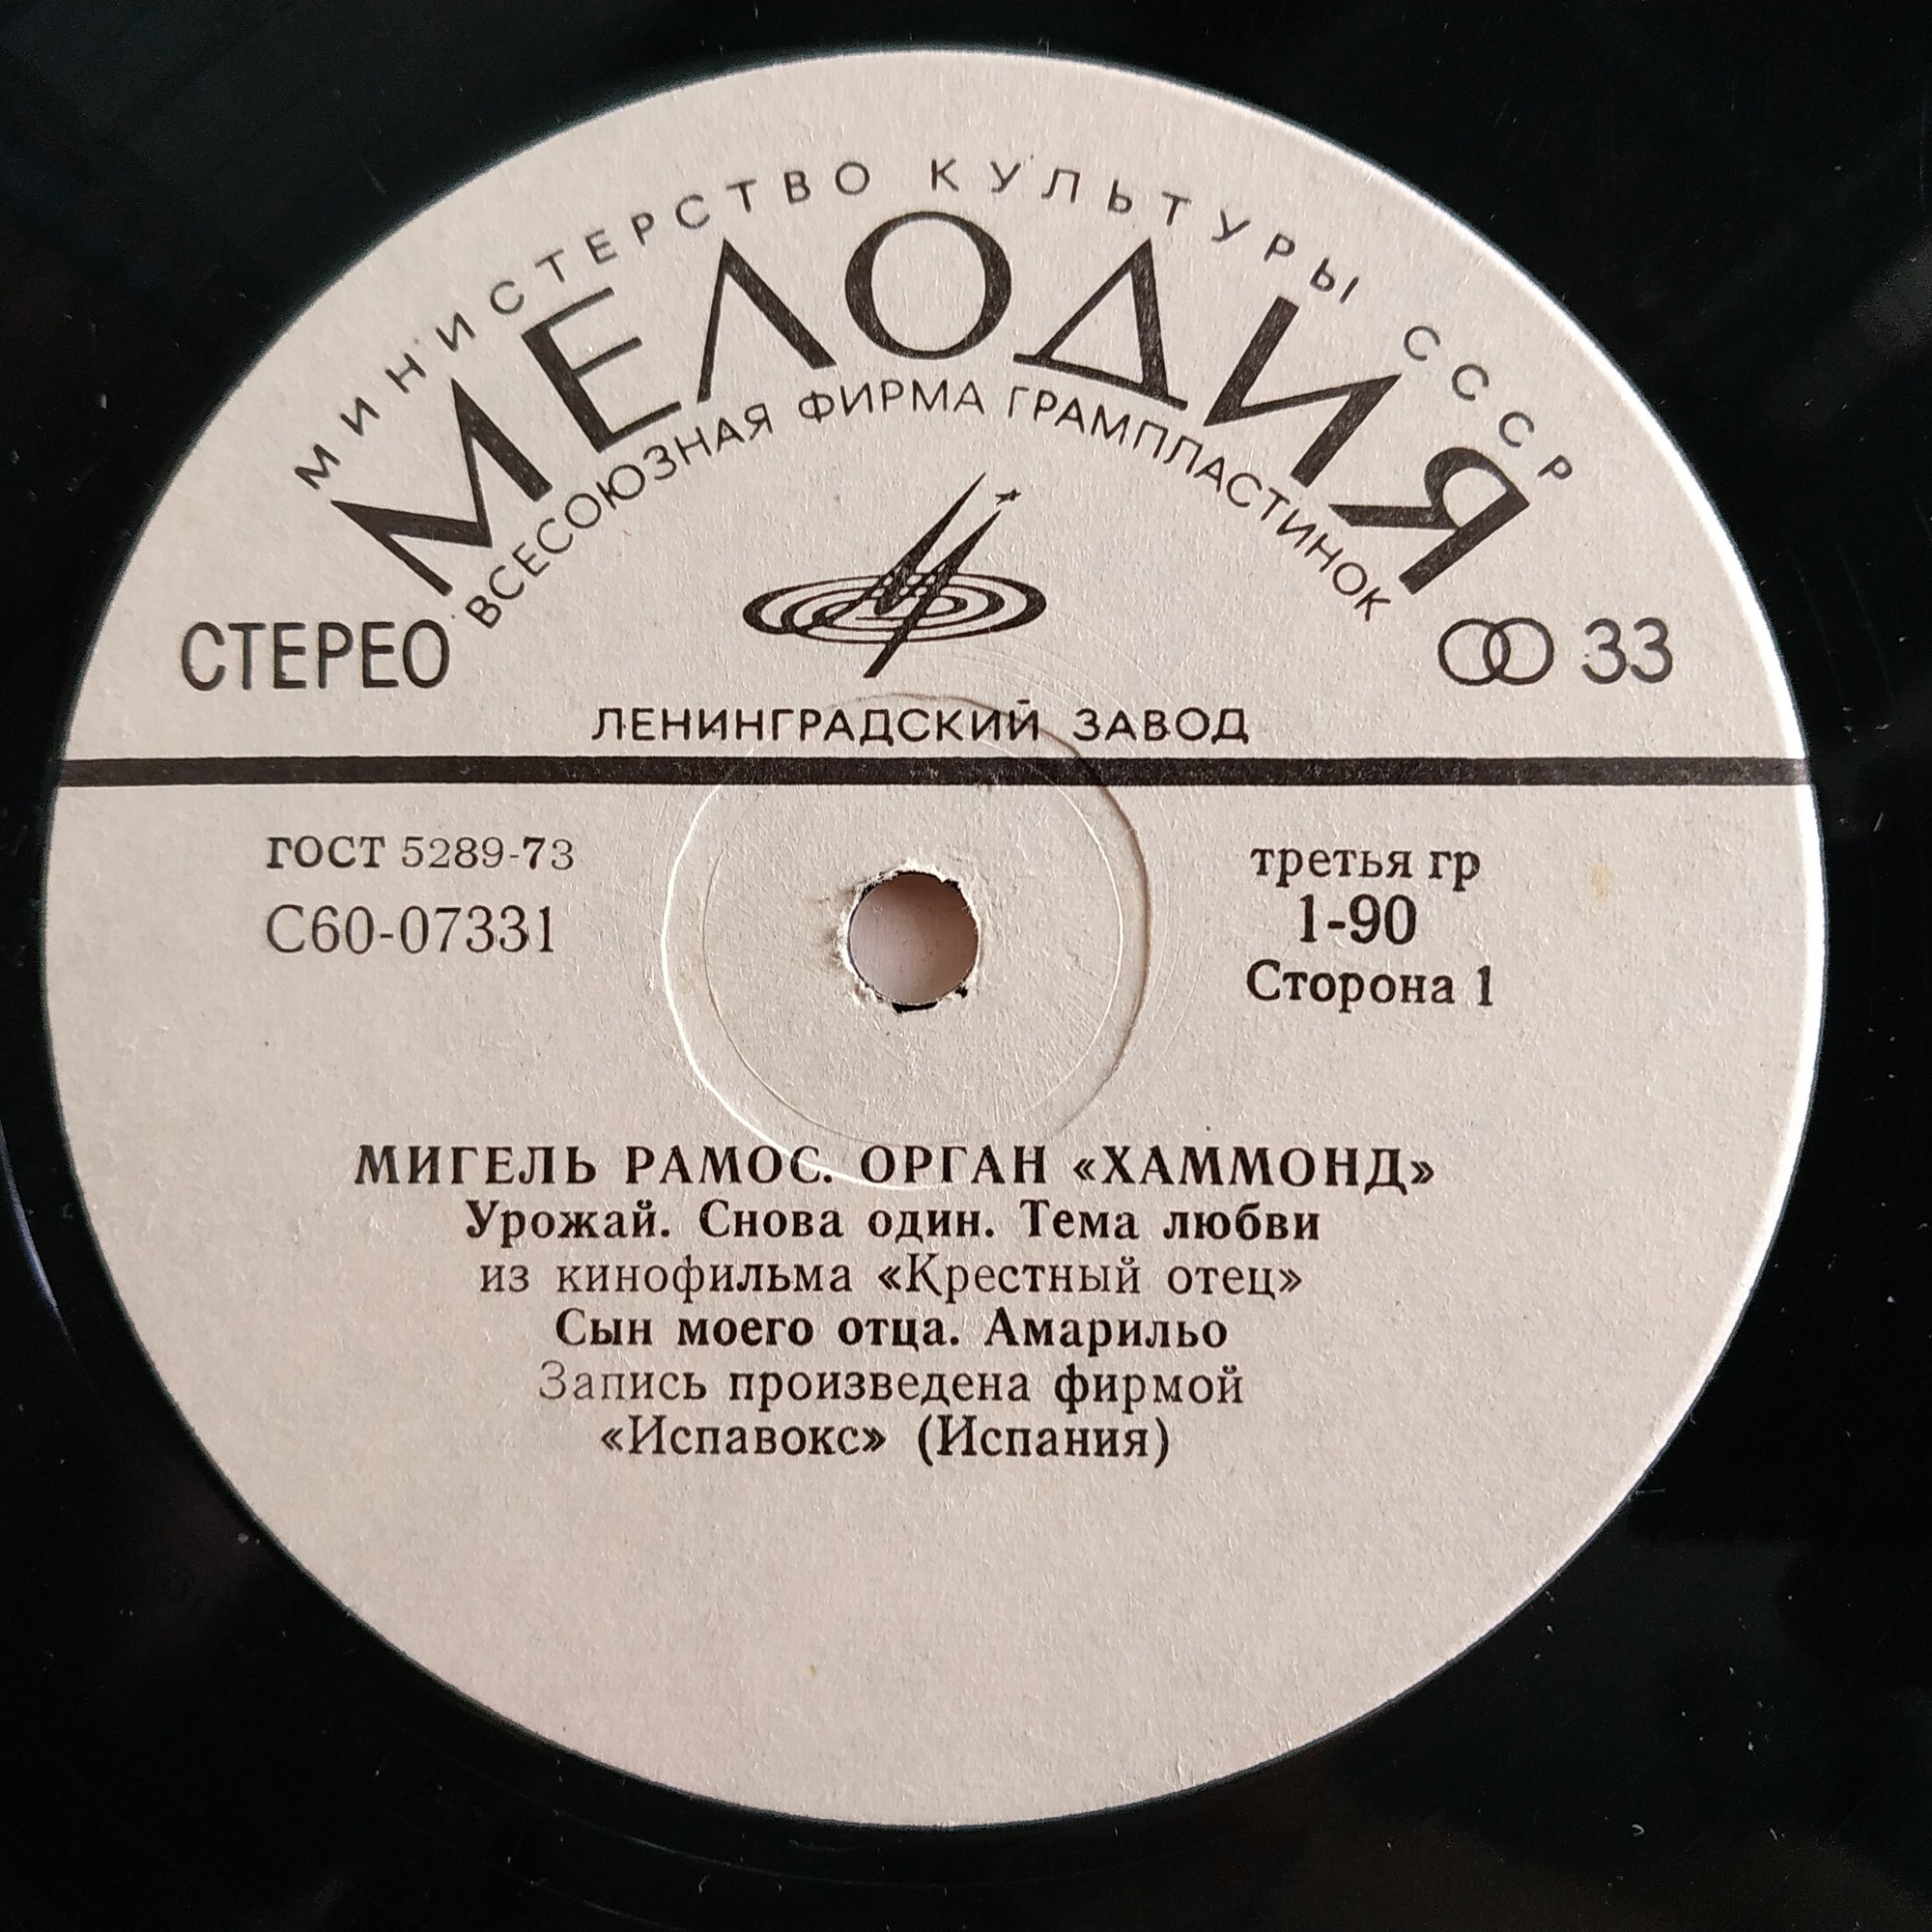 МИНИСТЕРСТВО КУЛЬТУРЫ СССР
МЕЛОДИЯ
ВСЕСОЮЗНАЯ ФИРМА ГРАМПЛАСТИНОК
СТЕРЕО
33
ЛЕНИНГРАДСКИЙ ЗАВОД
ГОСТ 5289-73
С60-07331
третья гр
1-90
Сторона 1
МИГЕЛЬ РАМОС. ОРГАН «ХАММОНД»
Урожай. Снова один. Тема любви
из кинофильма «Крестный отец»
Сын моего отца. Амарильо
Запись произведена фирмой
«Испавокс» (Испания)